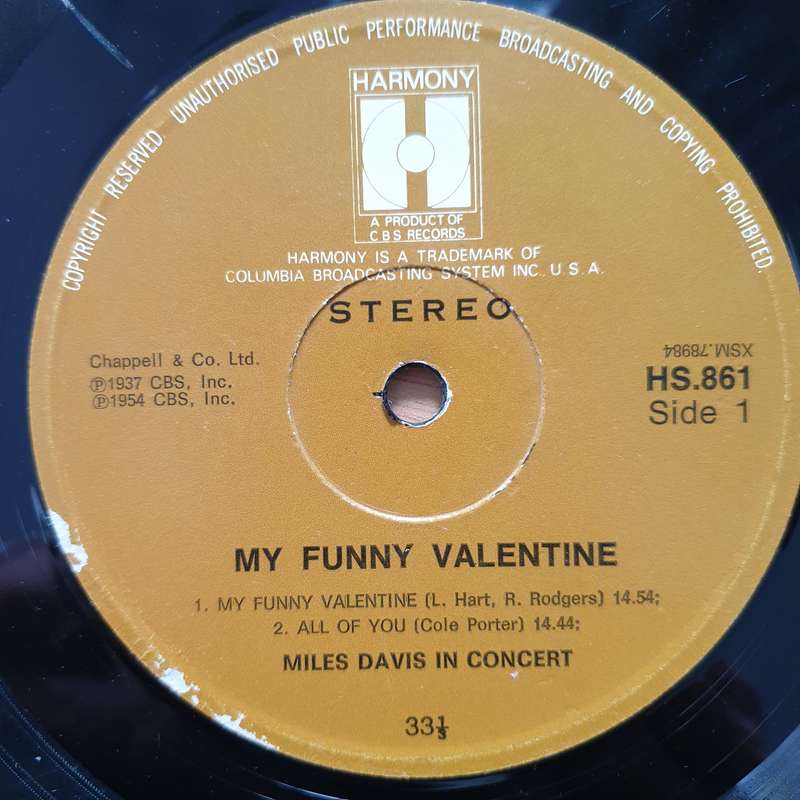 COPYRIGHT RESERVED. UNAUTHORISED PUBLIC PERFORMANCE BROADCASTING AND COPYING PROHIBITED.
HARMONY
A PRODUCT OF
CBS RECORDS
HARMONY IS A TRADEMARK OF
COLUMBIA BROADCASTING SYSTEM INC. U.S.A.
STEREO
Chappell & Co. Ltd.
℗1937 CBS, Inc.
℗1954 CBS, Inc.
XSM.78984
HS.861
Side 1
MY FUNNY VALENTINE
1. MY FUNNY VALENTINE (L. Hart, R. Rodgers) 14.54;
2. ALL OF YOU (Cole Porter) 14.44;
MILES DAVIS IN CONCERT
33⅓